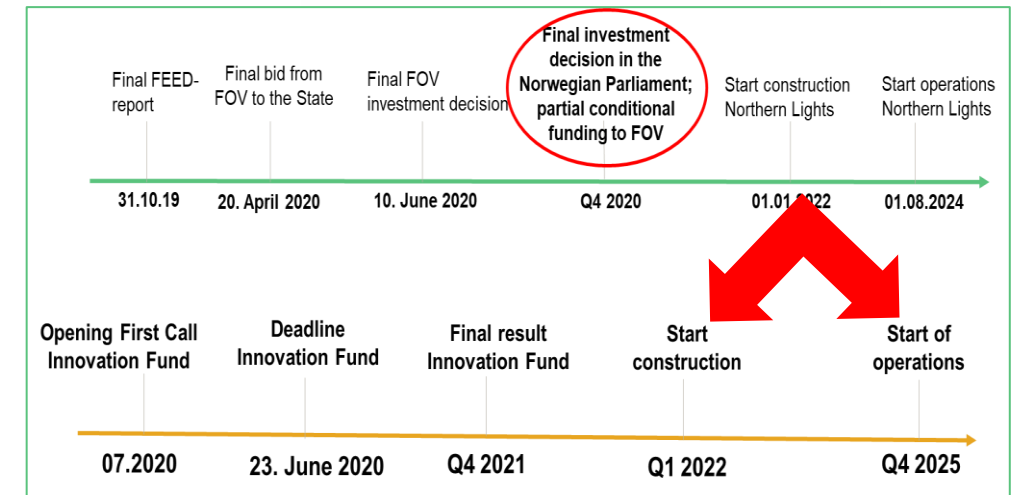 Final FEED-
report
Final bid from
FOV to the State
Final FOV
investment decision
Final investment
decision in the
Norwegian Parliament;
partial conditional
funding to FOV
Start construction
Northern Lights
Start operations
Northern Lights
31.10.19
20. April 2020
10. June 2020
Q4 2020
01.01.2022
01.08.2024
Opening First Call
Innovation Fund
Deadline
Innovation Fund
Final result
Innovation Fund
Start
construction
Start of
operations
07.2020
23. June 2020
Q4 2021
Q1 2022
Q4 2025